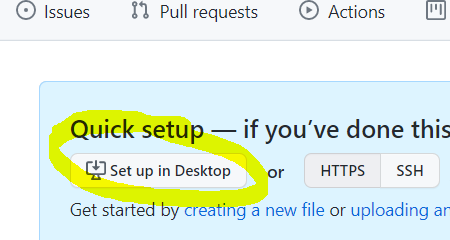 Issues Pull requests Actions
Quick setup — if you've done this
Set up in Desktop or HTTPS SSH
Get started by creating a new file or uploading an